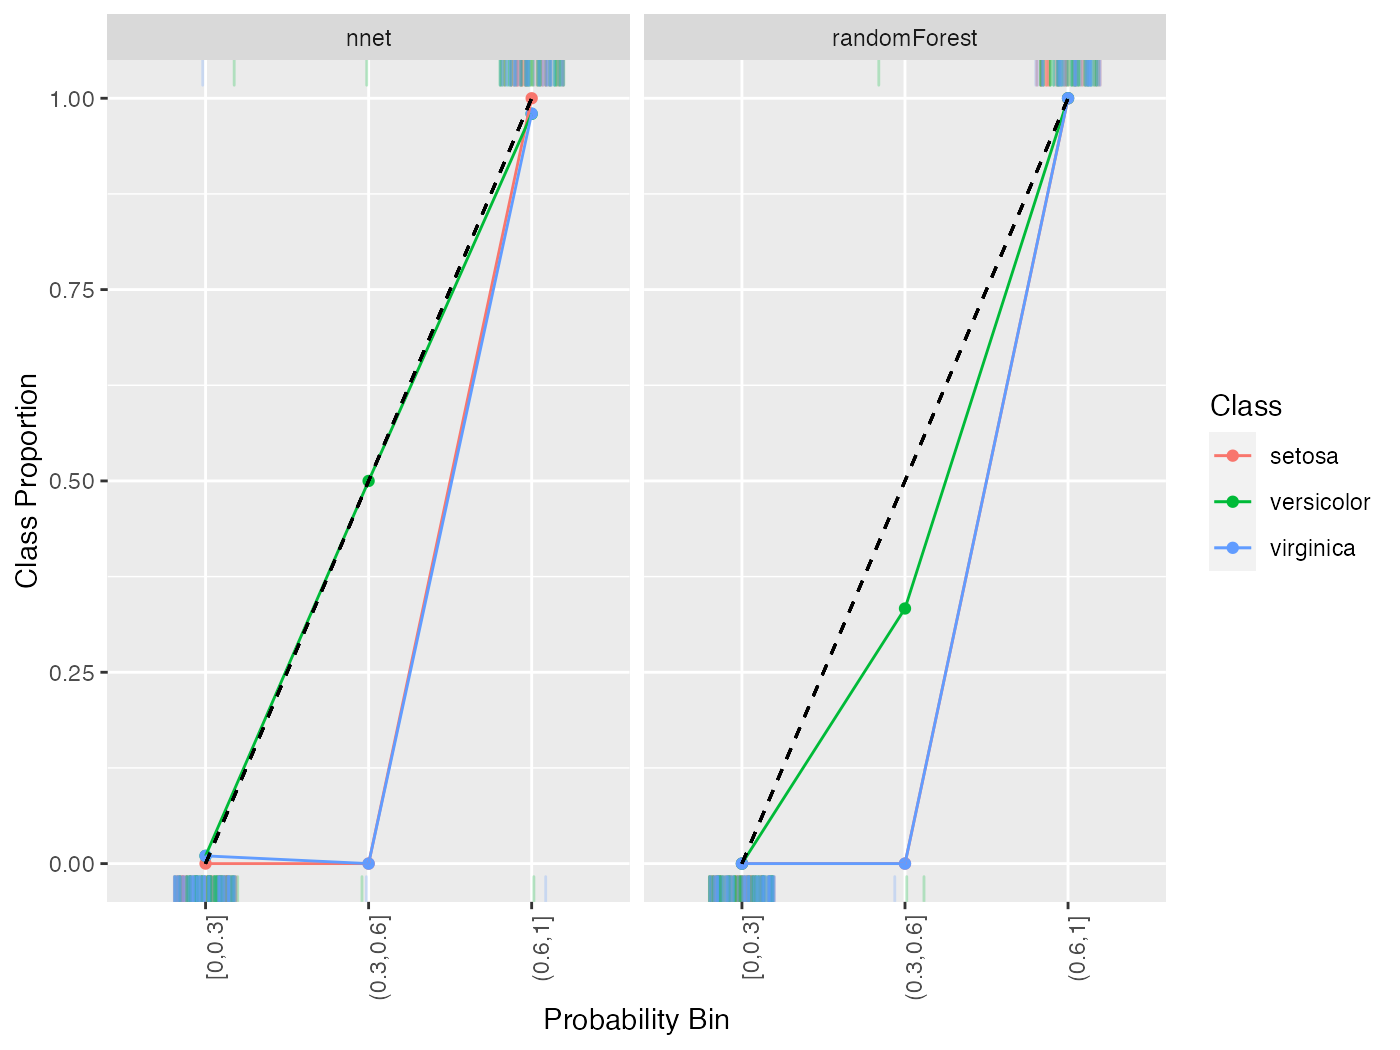 nnet
randomForest
1.00
0.75
0.50
0.25
0.00
Class Proportion
[0,0.3]
(0.3,0.6]
(0.6,1]
[0,0.3]
(0.3,0.6]
(0.6,1]
Probability Bin
Class
setosa
versicolor
virginica